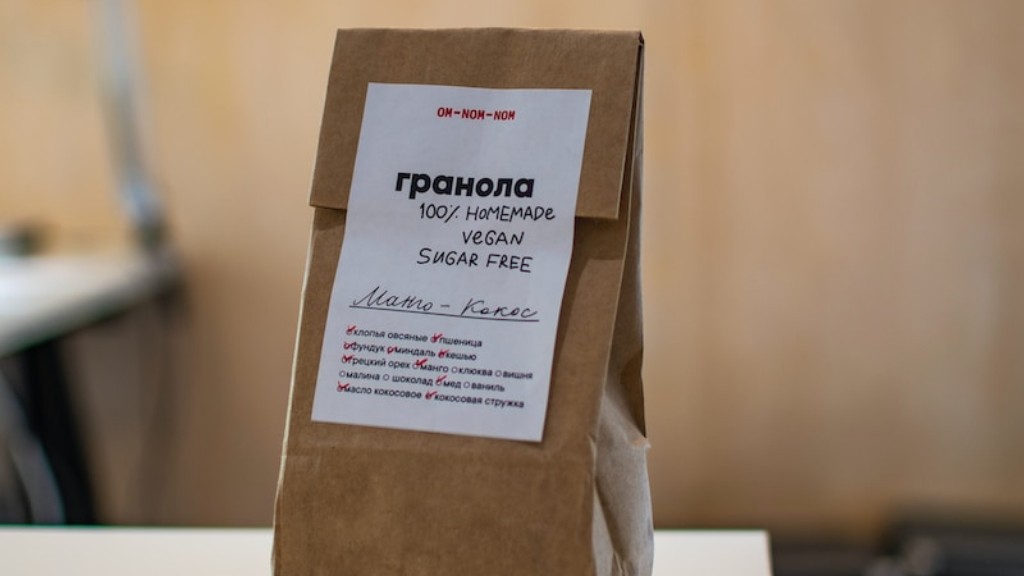 OM-NOM-NOM
гранола
100% HOMEMADE
VEGAN
SUGAR FREE
Манго - Кокос
хлопья овсяные пшеница
фундук миндаль кешью
грецкий орех манго клюква вишня
малина шоколад мед ваниль
масло кокосовое кокосовая стружка